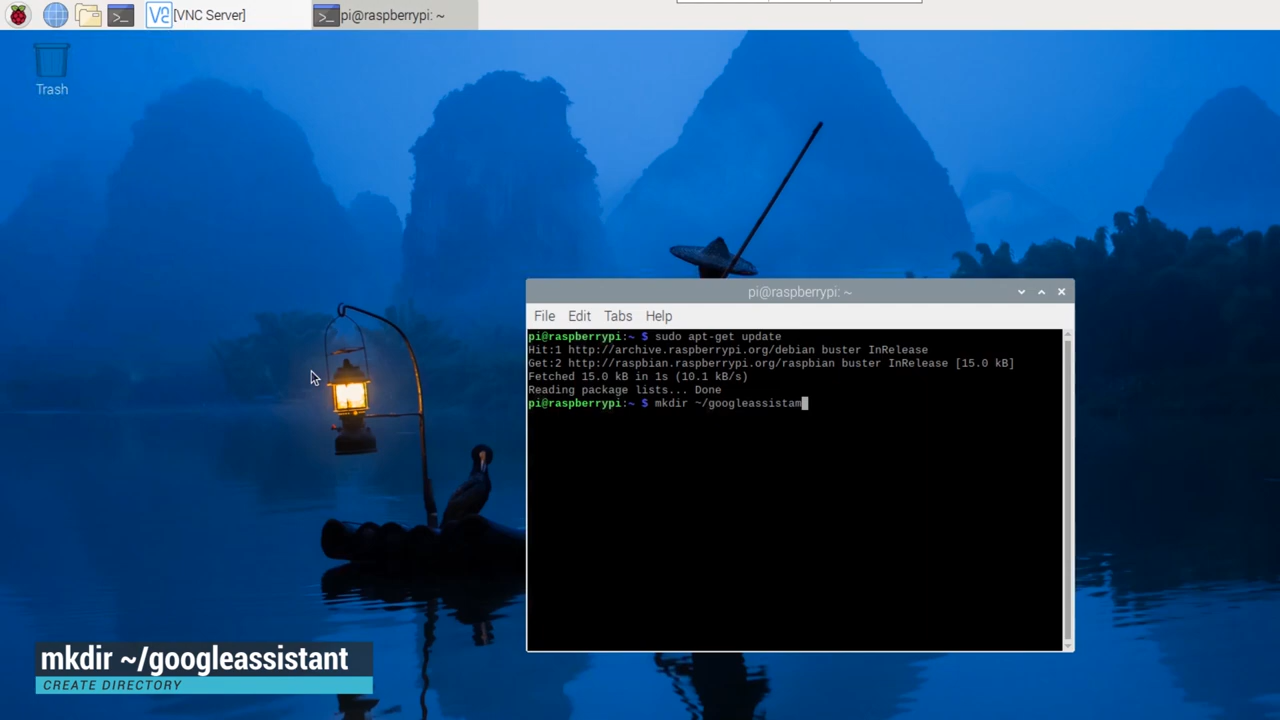 [VNC Server]
pi@raspberrypi: ~
Trash
pi@raspberrypi: ~
File Edit Tabs Help
pi@raspberrypi:~ $ sudo apt-get update
Hit:1 http://archive.raspberrypi.org/debian buster InRelease
Get:2 http://raspbian.raspberrypi.org/raspbian buster InRelease [15.0 kB]
Fetched 15.0 kB in 1s (10.1 kB/s)
Reading package lists... Done
pi@raspberrypi:~ $ mkdir ~/googleassistam
mkdir ~/googleassistant
CREATE DIRECTORY